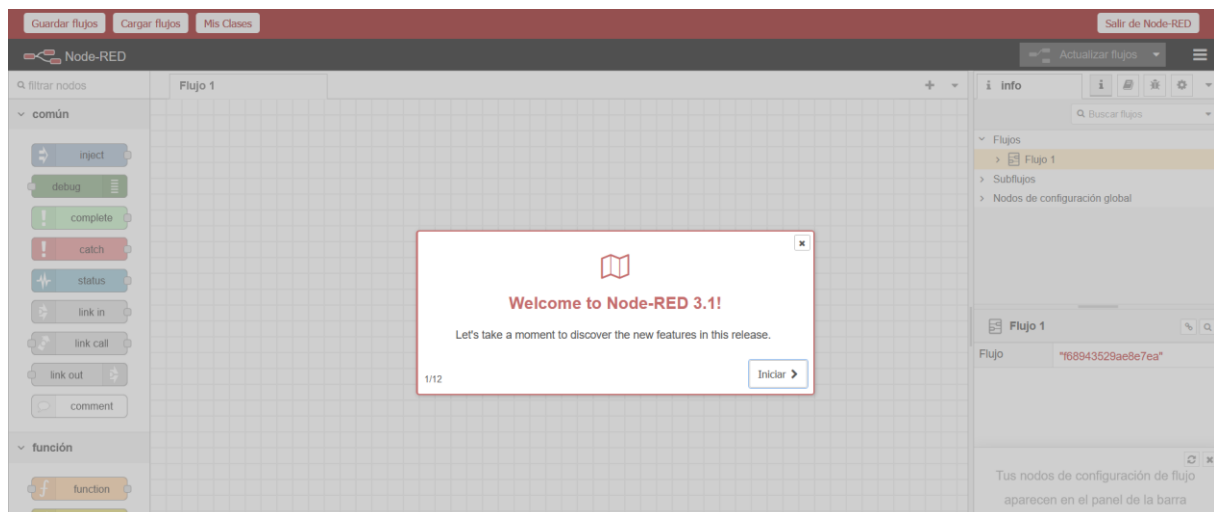 Guardar flujos Cargar flujos Mis Clases Salir de Node-RED
Node-RED Actualizar flujos
filtrar nodos Flujo 1 i info
Buscar flujos
común
Flujos
inject
Flujo 1
debug
Subflujos
complete
Nodos de configuración global
catch
status
link in
link call
link out
comment
función
function
Welcome to Node-RED 3.1!
Let's take a moment to discover the new features in this release.
1/12
Iniciar
Flujo 1
Flujo "f68943529ae8e7ea"
Tus nodos de configuración de flujo
aparecen en el panel de la barra